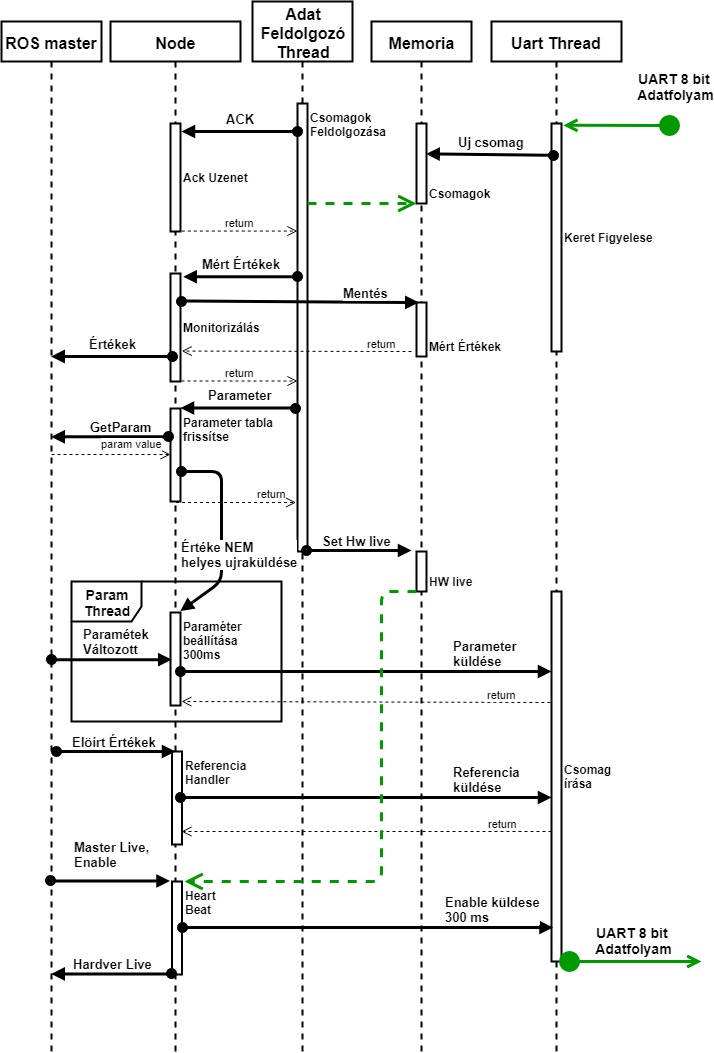 ROS master
Node
Adat
Feldolgozó
Thread
Memoria
Uart Thread
UART 8 bit
Adatfolyam
ACK
Csomagok
Feldolgozása
Uj csomag
Ack Uzenet
Csomagok
return
Keret Figyelese
Mért Értékek
Mentés
Monitorizálás
Értékek
return
Mért Értékek
return
Parameter
GetParam
Parameter tabla
frissítse
param value
return
Set Hw live
Értéke NEM
helyes ujraküldése
HW live
Param
Thread
Paramétek
Változott
Paraméter
beállítása
300ms
Parameter
küldése
return
Elöírt Értékek
Referencia
Handler
Referencia
küldése
Csomag
írása
return
Master Live,
Enable
Heart
Beat
Enable küldese
300 ms
UART 8 bit
Adatfolyam
Hardver Live